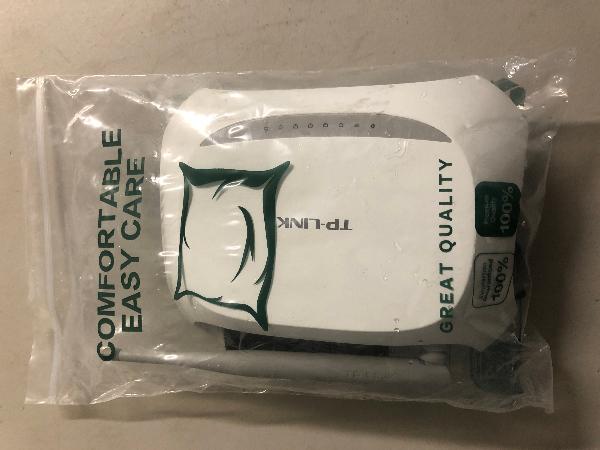 COMFORTABLE
EASY CARE
TP-LINK
GREAT QUALITY
100%
100%